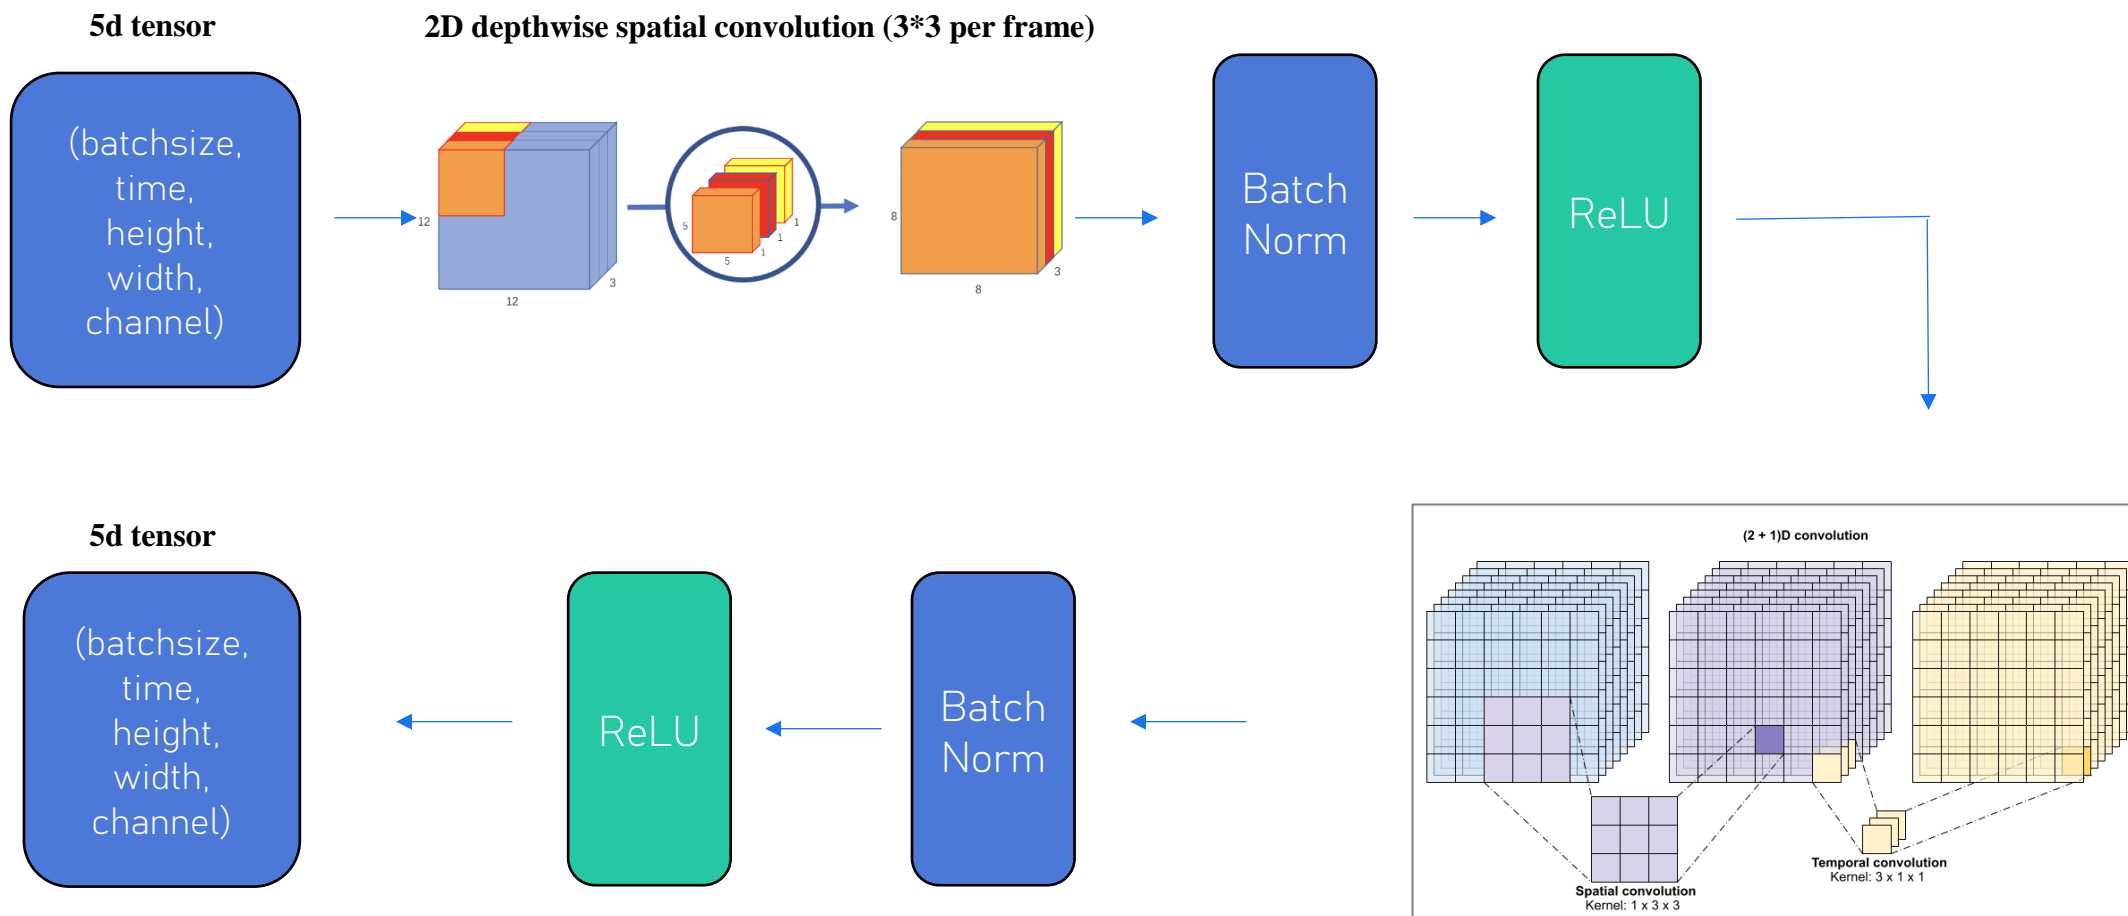 5d tensor
2D depthwise spatial convolution (3*3 per frame)
(batchsize,
time,
height,
width,
channel)
12
12
3
5
5
1
1
1
8
8
3
Batch
Norm
ReLU
5d tensor
(batchsize,
time,
height,
width,
channel)
ReLU
Batch
Norm
(2 + 1)D convolution
Spatial convolution
Kernel: 1 x 3 x 3
Temporal convolution
Kernel: 3 x 1 x 1